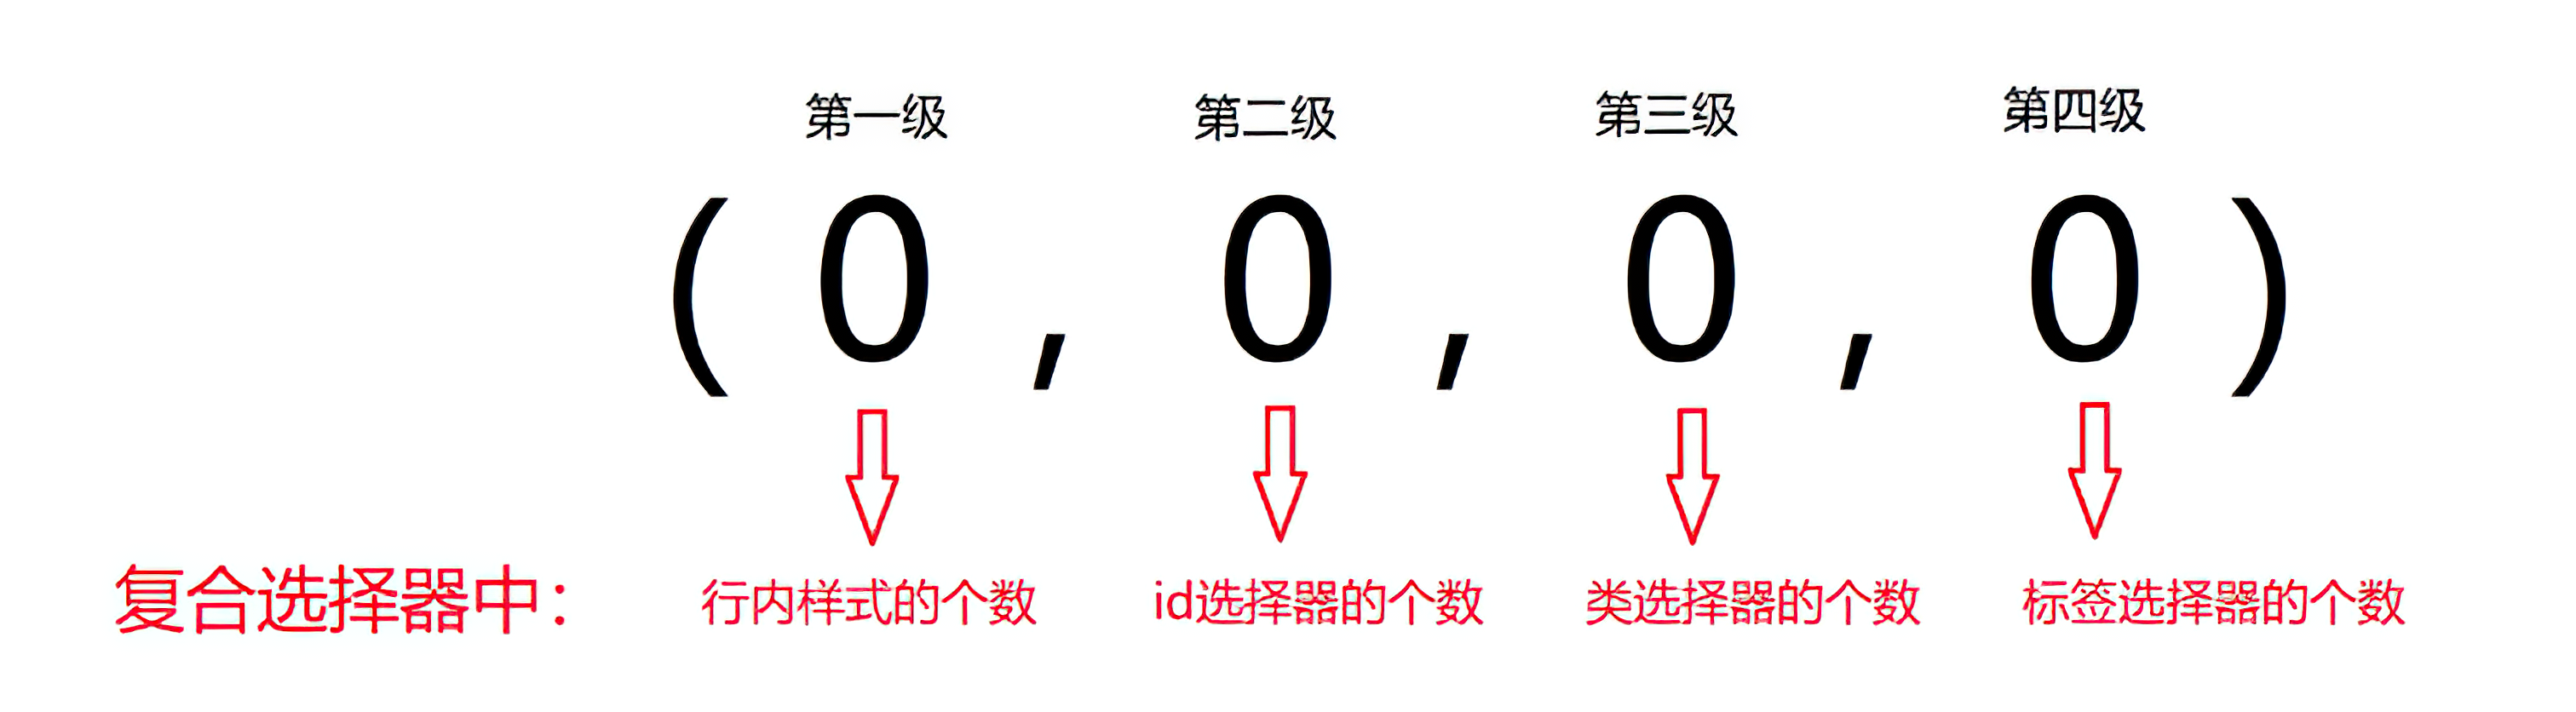 第一级 第二级 第三级 第四级
( 0 , 0 , 0 , 0 )
复合选择器中： 行内样式的个数 id选择器的个数 类选择器的个数 标签选择器的个数